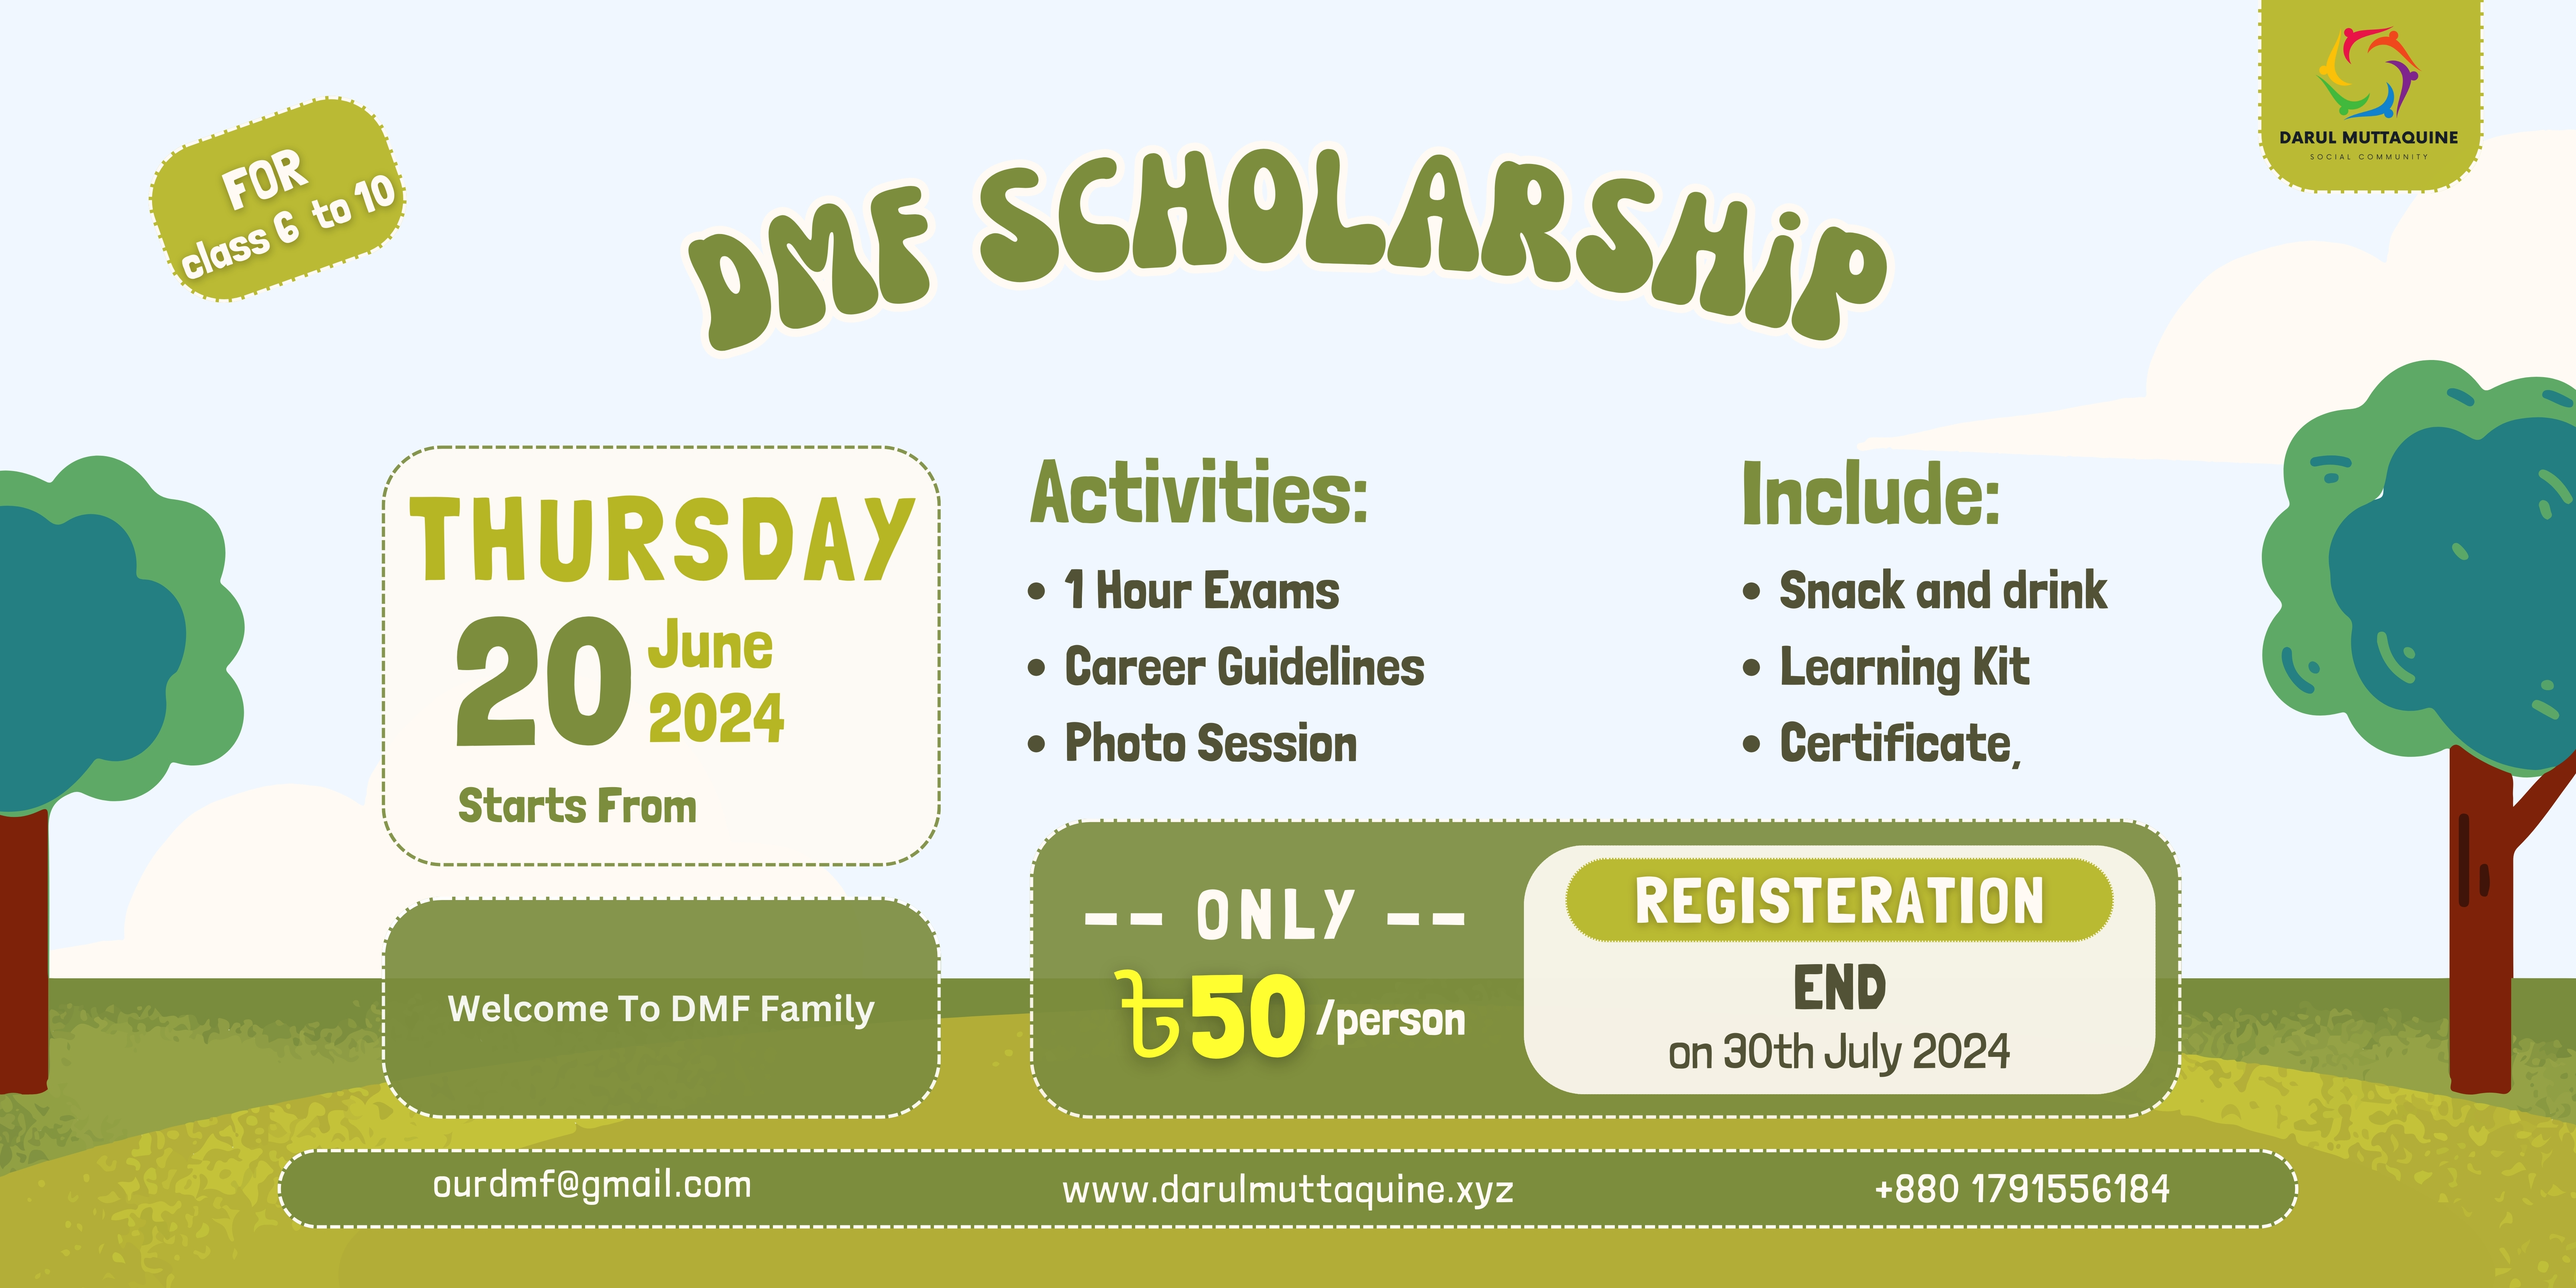 FOR
class 6 to 10
DARUL MUTTAQUINE
SOCIAL COMMUNITY
DMF SCHOLARSHiP
THURSDAY
20
June
2024
Starts From
Activities:
• 1 Hour Exams
• Career Guidelines
• Photo Session
Include:
• Snack and drink
• Learning Kit
• Certificate,
Welcome To DMF Family
-- ONLY --
৳50 /person
REGISTERATION
END
on 30th July 2024
ourdmf@gmail.com
www.darulmuttaquine.xyz
+880 1791556184